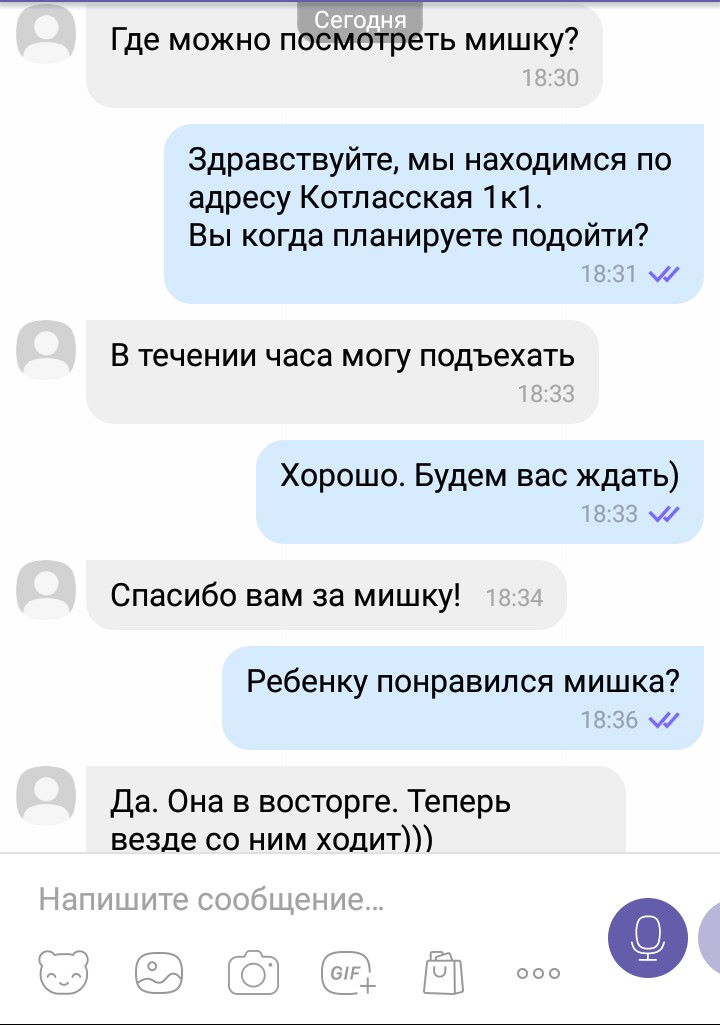 Сегодня
Где можно посмотреть мишку?
18:30
Здравствуйте, мы находимся по
адресу Котласская 1к1.
Вы когда планируете подойти?
18:31
В течении часа могу подъехать
18:33
Хорошо. Будем вас ждать)
18:33
Спасибо вам за мишку! 18:34
Ребенку понравился мишка?
18:36
Да. Она в восторге. Теперь
везде со ним ходит)))
Напишите сообщение...
GIF